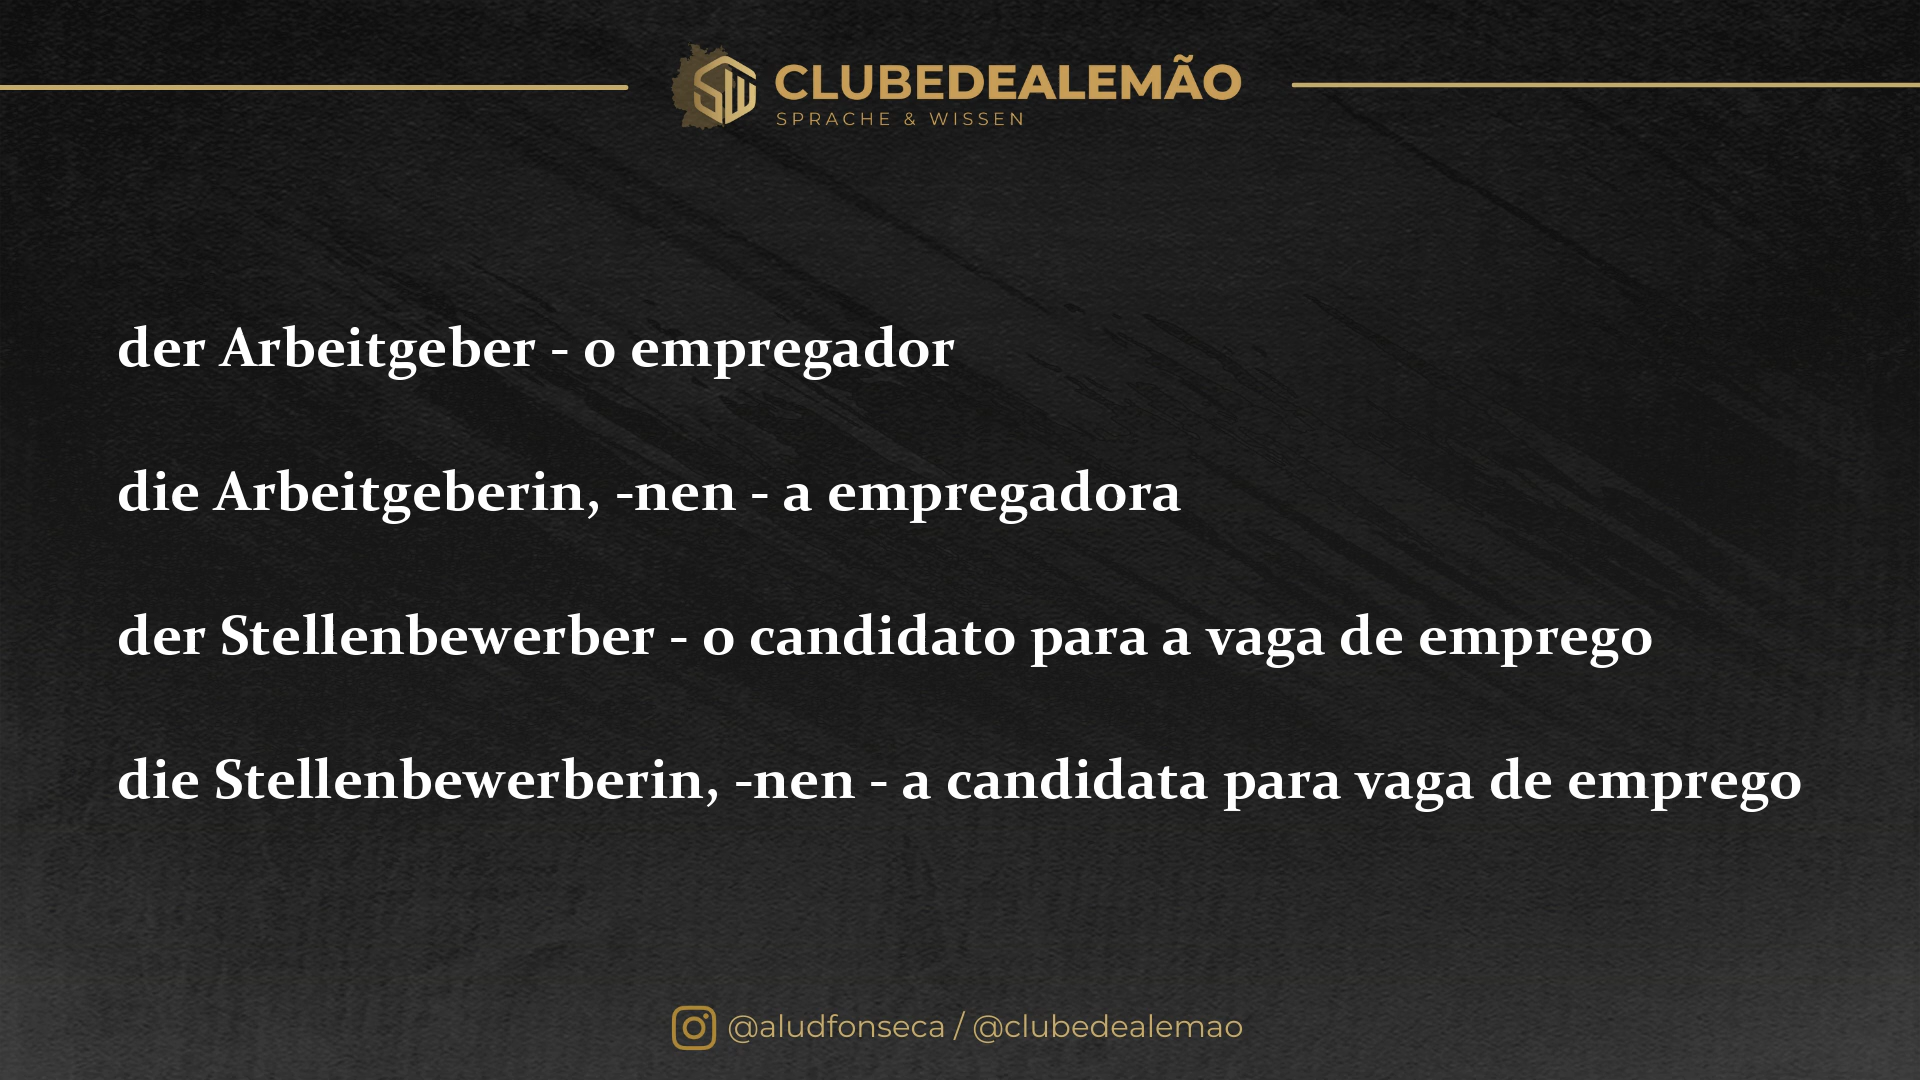 CLUBEDEALEMÃO
SPRACHE & WISSEN
der Arbeitgeber - o empregador
die Arbeitgeberin, -nen - a empregadora
der Stellenbewerber - o candidato para a vaga de emprego
die Stellenbewerberin, -nen - a candidata para vaga de emprego
@aludfonseca / @clubedealemao